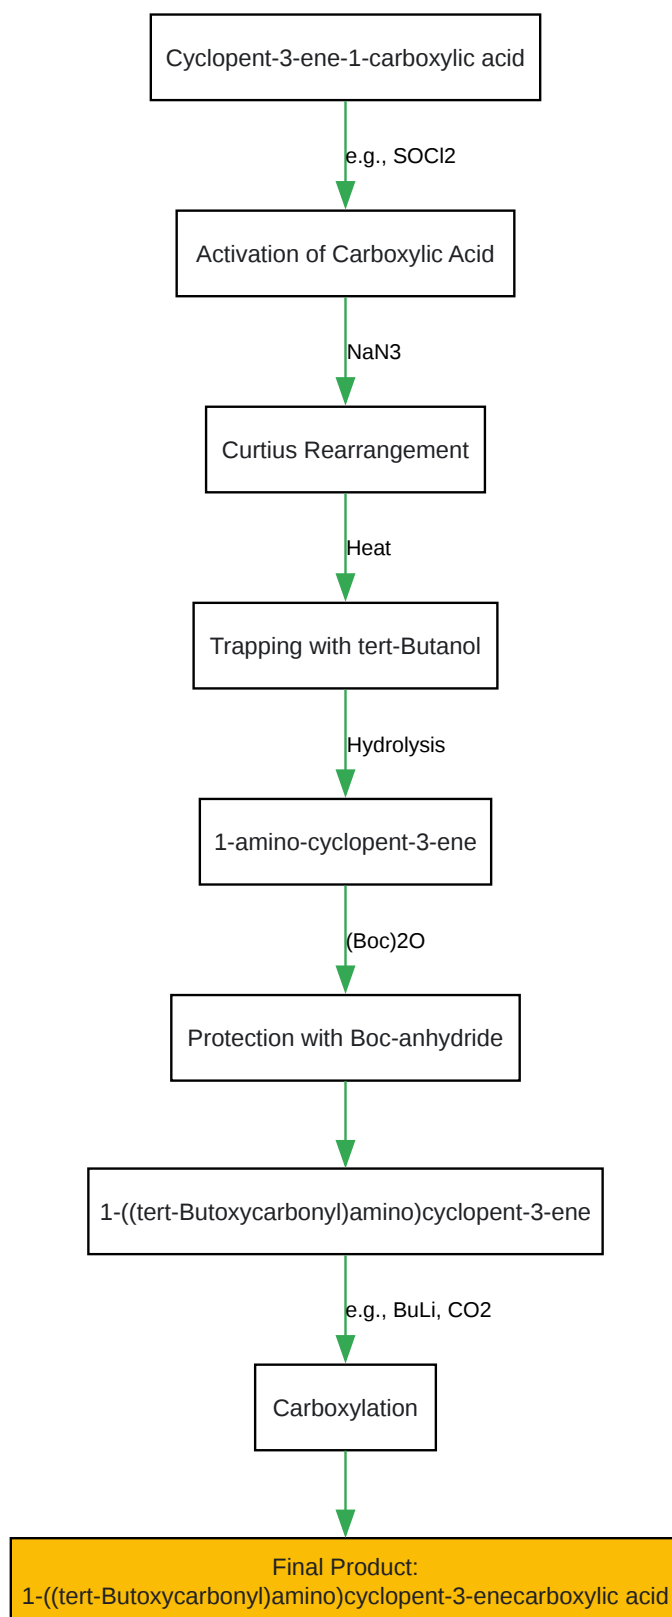 Cyclopent-3-ene-1-carboxylic acid
e.g., SOCl2
Activation of Carboxylic Acid
NaN3
Curtius Rearrangement
Heat
Trapping with tert-Butanol
Hydrolysis
1-amino-cyclopent-3-ene
(Boc)2O
Protection with Boc-anhydride
1-((tert-Butoxycarbonyl)amino)cyclopent-3-ene
e.g., BuLi, CO2
Carboxylation
Final Product:
1-((tert-Butoxycarbonyl)amino)cyclopent-3-enecarboxylic acid